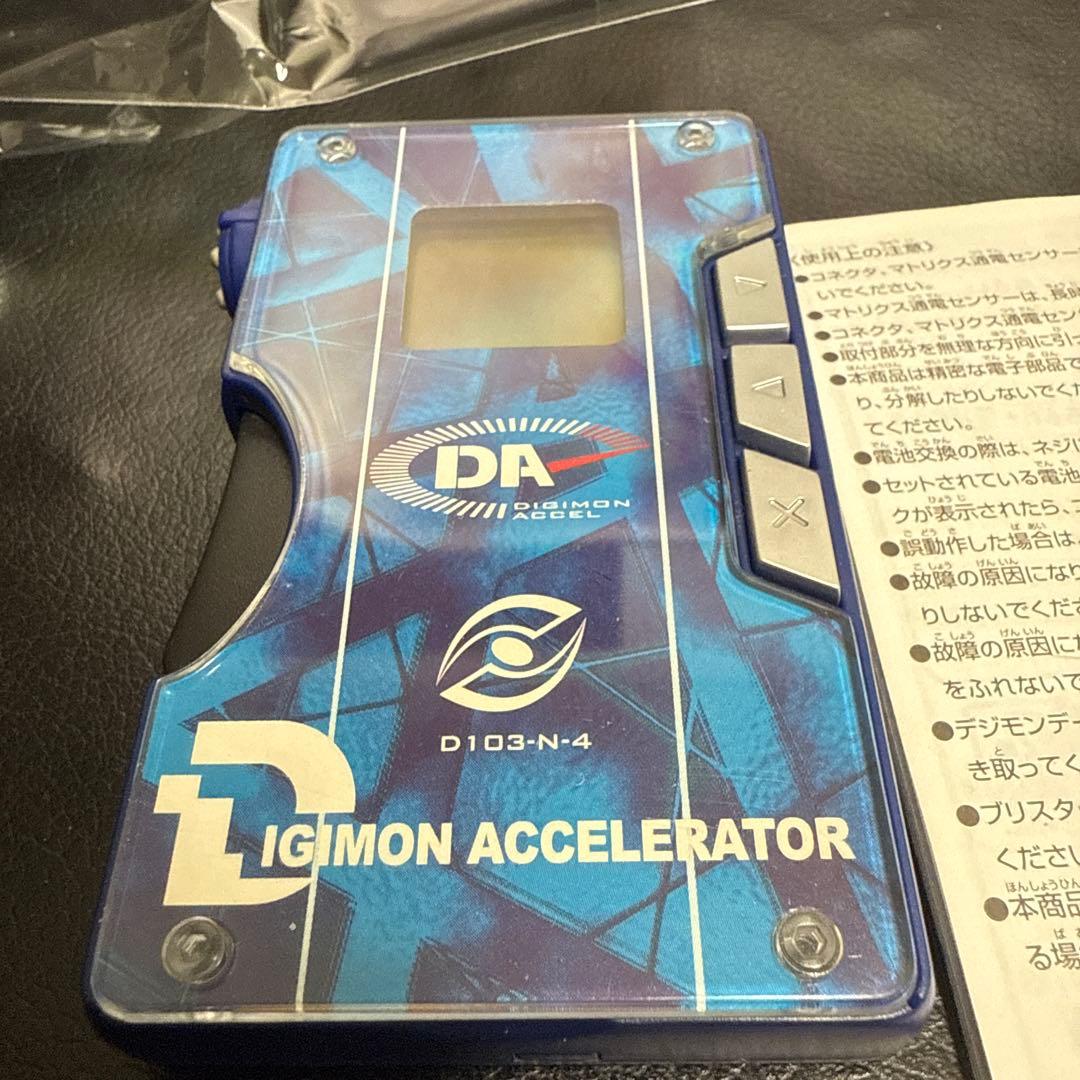 DA
DIGIMON
ACCEL
D103-N-4
DIGIMON ACCELERATOR
〈使用上の注意〉
●コネクタ、マトリクス通電センサー
いでください。
●マトリクス通電センサーは、長時
●コネクタ、マトリクス通電セン
●取付部分を無理な方向に引っ
●本商品は精密な電子部品で
り、分解したりしないでくだ
てください。
●電池交換の際は、ネジし
●セットされている電池
クが表示されたら、
●誤動作した場合は、
●故障の原因になり
りしないでくださ
●故障の原因に
をふれないで
●デジモンデー
き取ってく
●ブリスタ
くださ
●本商品
る場